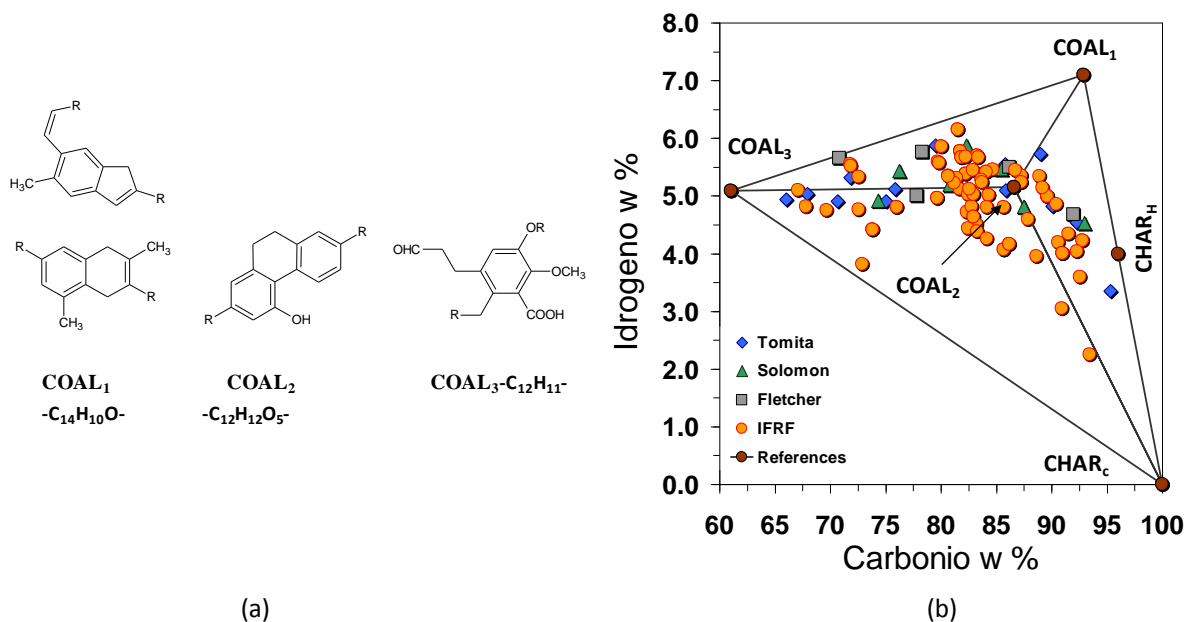 R
H₃C
R
R
CH₃
R
CH₃
R
R
OH
OHC
OR
OCH₃
COOH
R
COAL₁
-C₁₄H₁₀O-
COAL₂
-C₁₂H₁₂O₅-
COAL₃-C₁₂H₁₁-
(a)
8.0
7.0
6.0
5.0
4.0
3.0
2.0
1.0
0.0
Idrogeno w %
COAL₁
COAL₃
CHAR_H
COAL₂
CHAR_C
Tomita
Solomon
Fletcher
IFRF
References
60 65 70 75 80 85 90 95 100
Carbonio w %
(b)